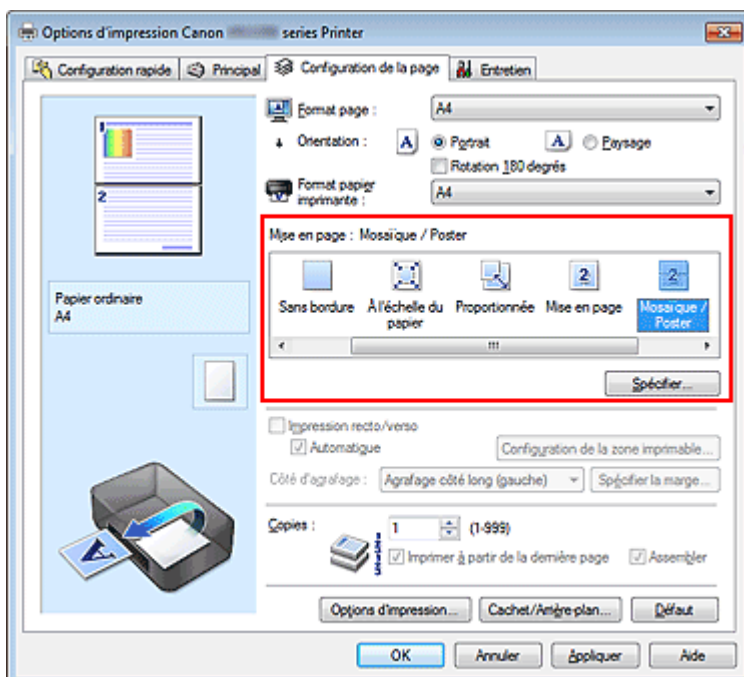 Options d'impression Canon series Printer
Configuration rapide Principal Configuration de la page Entretien
1
2
Papier ordinaire
A4
Format page : A4
Orientation : A Portrait A Paysage
Rotation 180 degrés
Format papier
imprimante : A4
Mise en page : Mosaïque / Poster
2 2
Sans bordure À l'échelle du
papier Proportionnée Mise en page Mosaïque /
Poster
Spécifier...
Impression recto/verso
Automatique Configuration de la zone imprimable...
Côté d'agrafage : Agrafage côté long (gauche) Spécifier la marge...
Copies : 1 (1-999)
Imprimer à partir de la dernière page Assembler
A
Options d'impression... Cachet/Arrière-plan... Défaut
OK Annuler Appliquer Aide